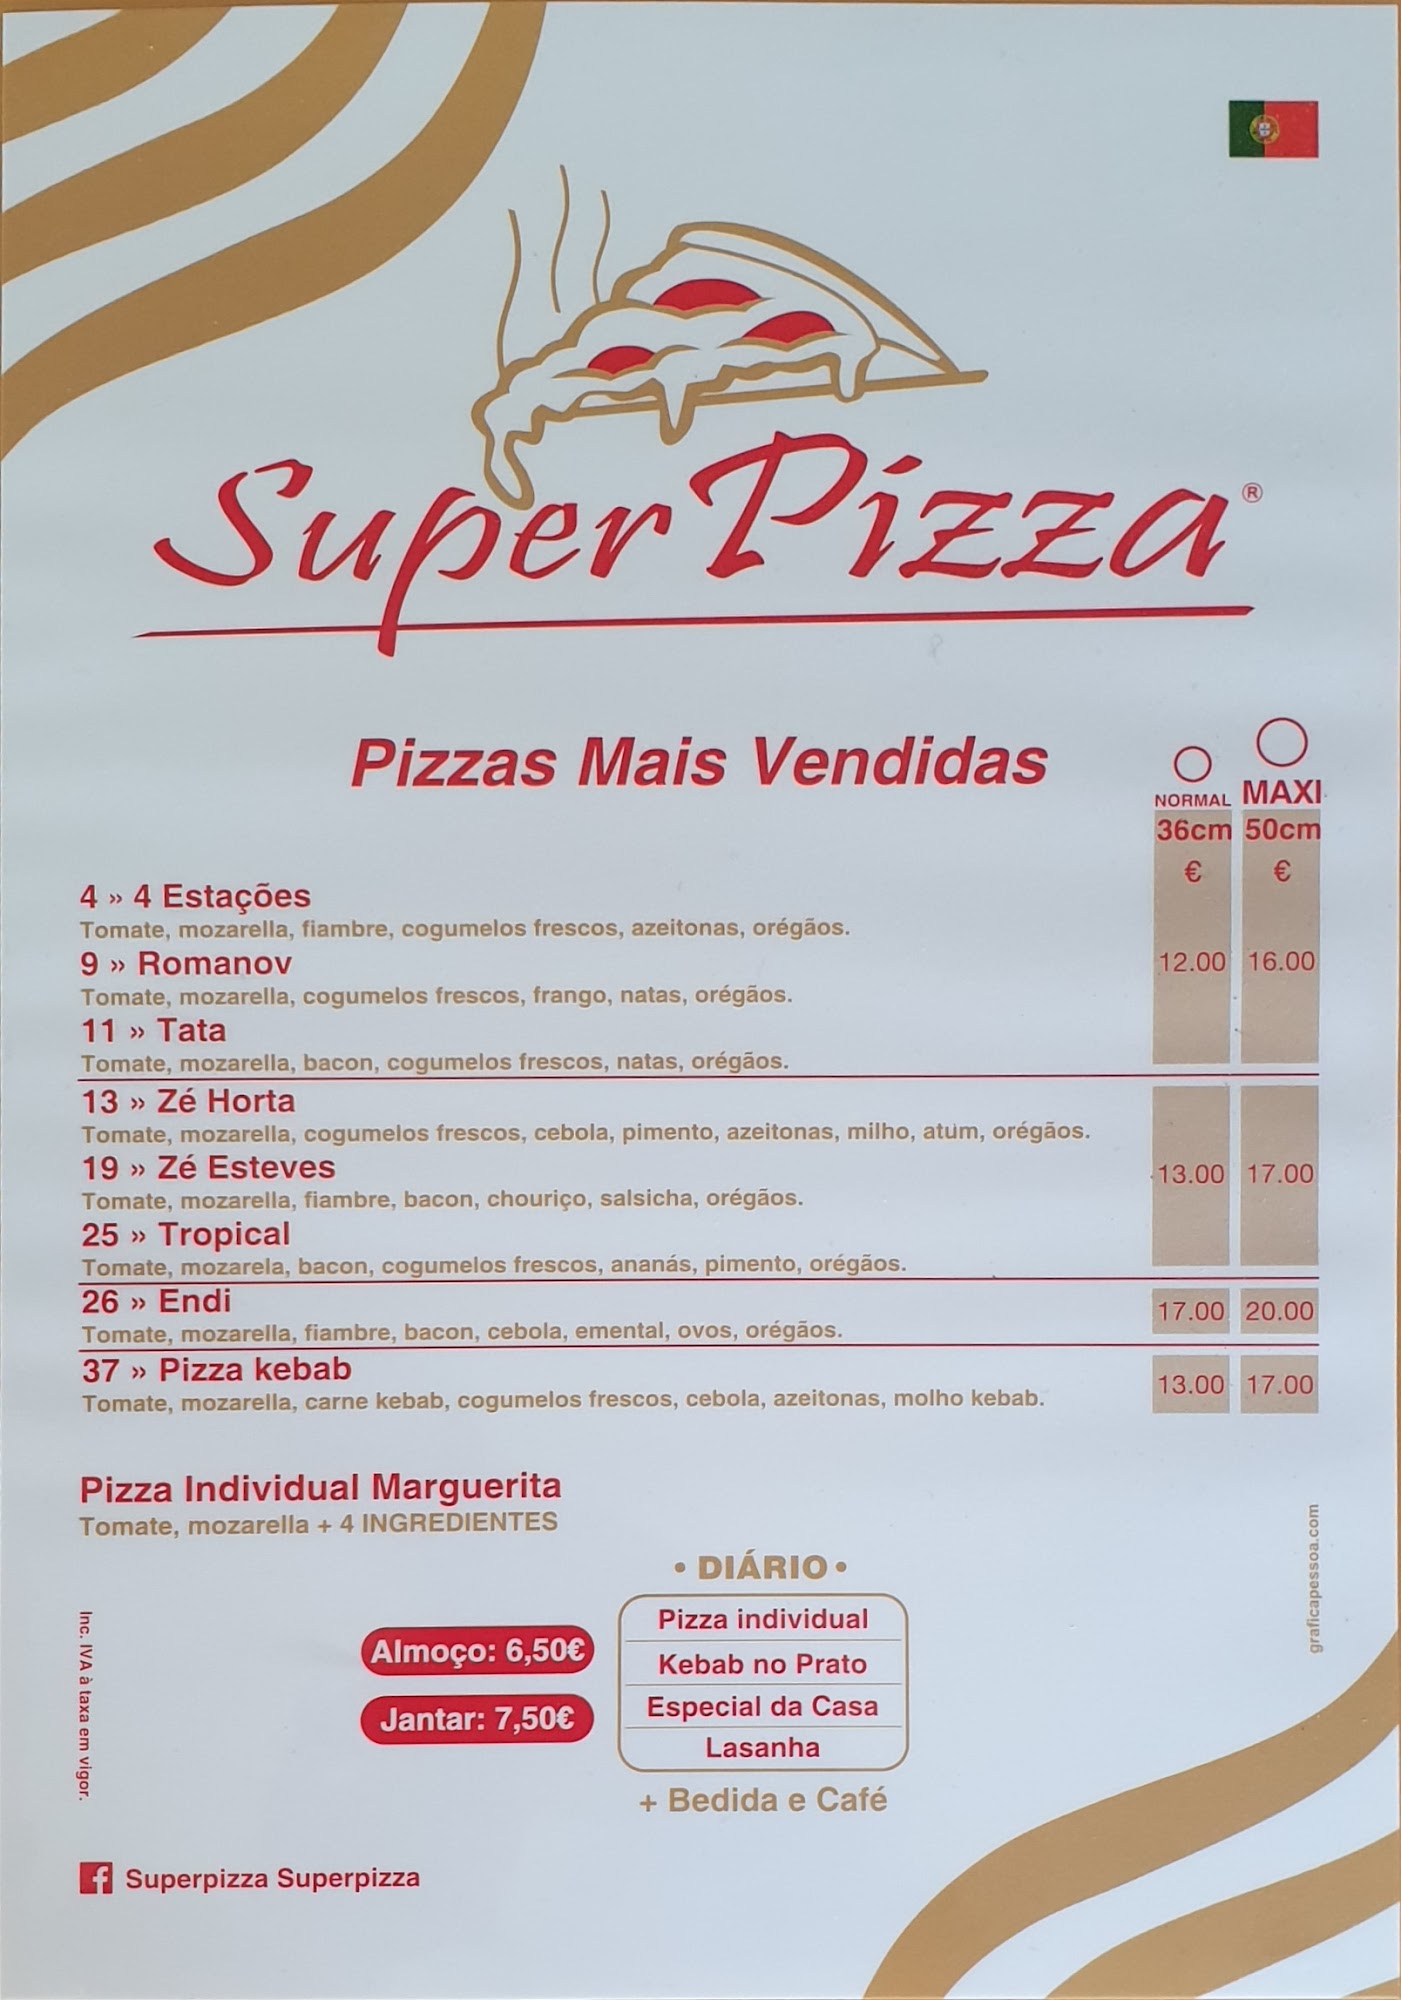 Super Pizza ®
Pizzas Mais Vendidas
NORMAL MAXI
36cm 50cm
€ €
4 » 4 Estações
Tomate, mozarella, fiambre, cogumelos frescos, azeitonas, orégãos.
9 » Romanov
12.00 16.00
Tomate, mozarella, cogumelos frescos, frango, natas, orégãos.
11 » Tata
Tomate, mozarella, bacon, cogumelos frescos, natas, orégãos.
13 » Zé Horta
Tomate, mozarella, cogumelos frescos, cebola, pimento, azeitonas, milho, atum, orégãos.
19 » Zé Esteves
13.00 17.00
Tomate, mozarella, fiambre, bacon, chouriço, salsicha, orégãos.
25 » Tropical
Tomate, mozarela, bacon, cogumelos frescos, ananás, pimento, orégãos.
26 » Endi
17.00 20.00
Tomate, mozarella, fiambre, bacon, cebola, emental, ovos, orégãos.
37 » Pizza kebab
13.00 17.00
Tomate, mozarella, carne kebab, cogumelos frescos, cebola, azeitonas, molho kebab.
Pizza Individual Marguerita
Tomate, mozarella + 4 INGREDIENTES
• DIÁRIO •
Almoço: 6,50€
Jantar: 7,50€
Pizza individual
Kebab no Prato
Especial da Casa
Lasanha
+ Bedida e Café
Inc. IVA à taxa em vigor.
graficapessoa.com
f Superpizza Superpizza